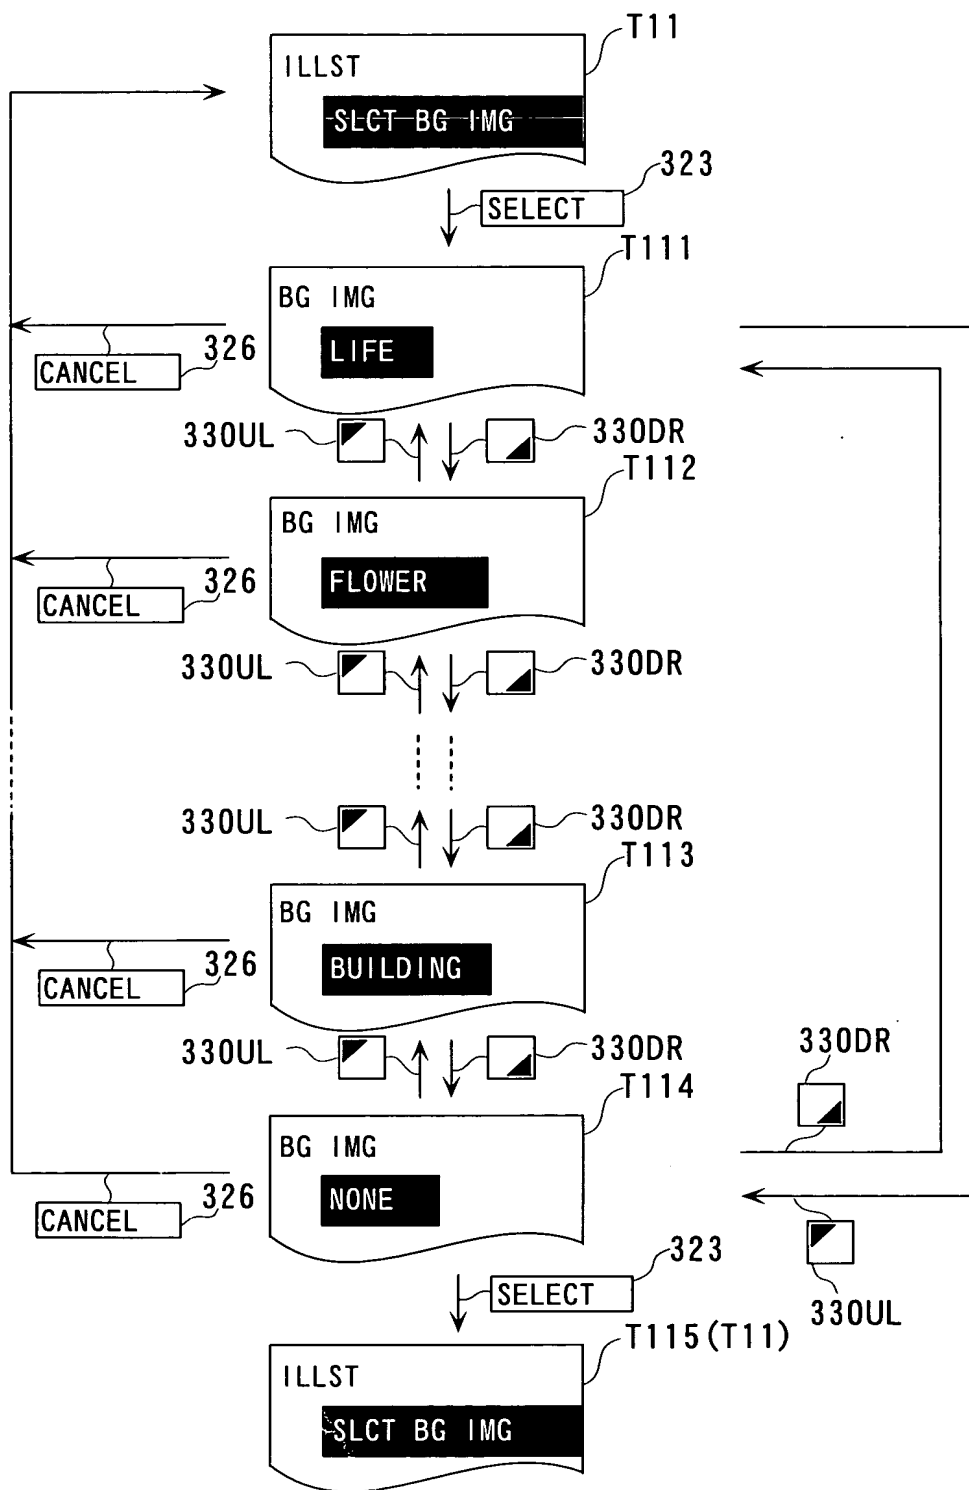 T11
ILLST
SLCT BG IMG
323
SELECT
T111
BG IMG
LIFE
326
CANCEL
330UL
330DR
T112
BG IMG
FLOWER
326
CANCEL
330UL
330DR
330UL
330DR
T113
BG IMG
BUILDING
326
CANCEL
330UL
330DR
330DR
T114
BG IMG
NONE
326
CANCEL
323
SELECT
330UL
T115(T11)
ILLST
SLCT BG IMG